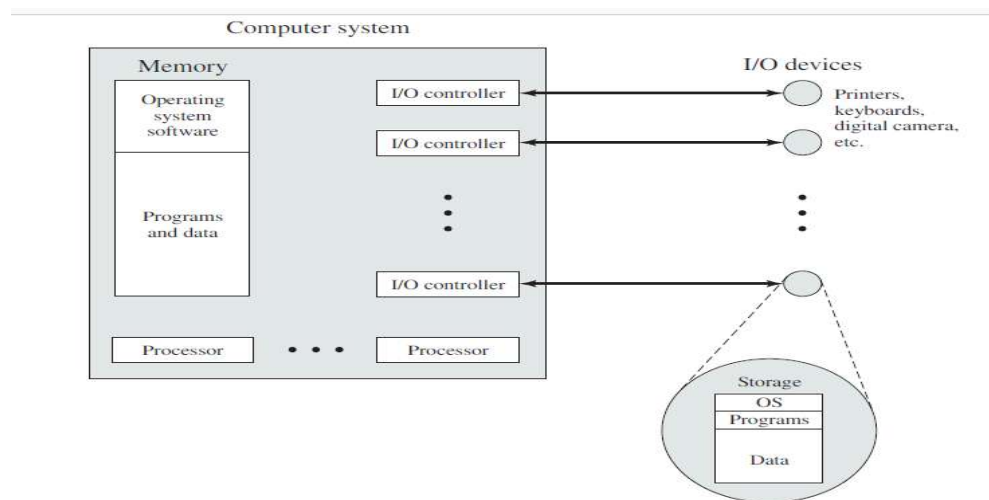 Computer system
Memory
Operating
system
software
Programs
and data
I/O controller
I/O controller
I/O controller
Processor
Processor
I/O devices
Printers,
keyboards,
digital camera,
etc.
Storage
OS
Programs
Data